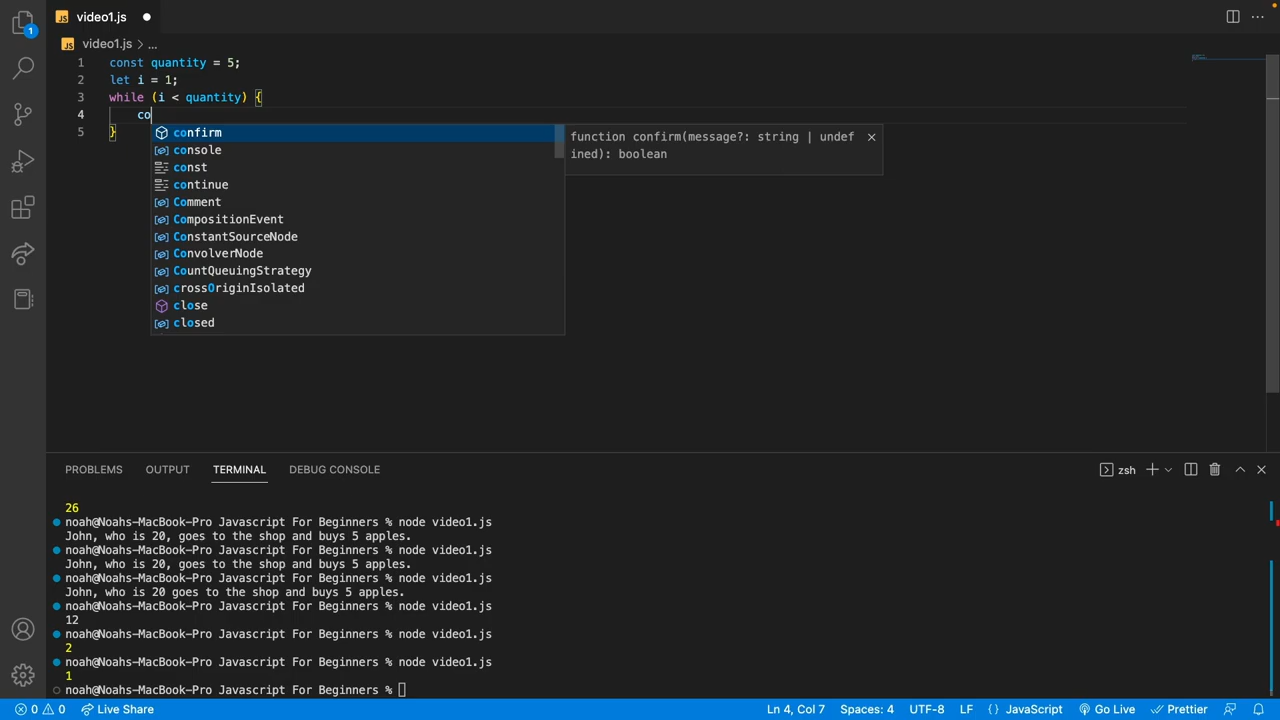 JS video1.js
1
JS video1.js > ...
1 const quantity = 5;
2 let i = 1;
3 while (i < quantity) {
4 co
5 }
confirm
console
const
continue
Comment
CompositionEvent
ConstantSourceNode
ConvolverNode
CountQueuingStrategy
crossOriginIsolated
close
closed
function confirm(message?: string | undef
ined): boolean
PROBLEMS OUTPUT TERMINAL DEBUG CONSOLE zsh
26
noah@Noahs-MacBook-Pro Javascript For Beginners % node video1.js
John, who is 20, goes to the shop and buys 5 apples.
noah@Noahs-MacBook-Pro Javascript For Beginners % node video1.js
John, who is 20, goes to the shop and buys 5 apples.
noah@Noahs-MacBook-Pro Javascript For Beginners % node video1.js
John, who is 20 goes to the shop and buys 5 apples.
noah@Noahs-MacBook-Pro Javascript For Beginners % node video1.js
12
noah@Noahs-MacBook-Pro Javascript For Beginners % node video1.js
2
noah@Noahs-MacBook-Pro Javascript For Beginners % node video1.js
1
noah@Noahs-MacBook-Pro Javascript For Beginners %
0 0 Live Share Ln 4, Col 7 Spaces: 4 UTF-8 LF {} JavaScript Go Live Prettier